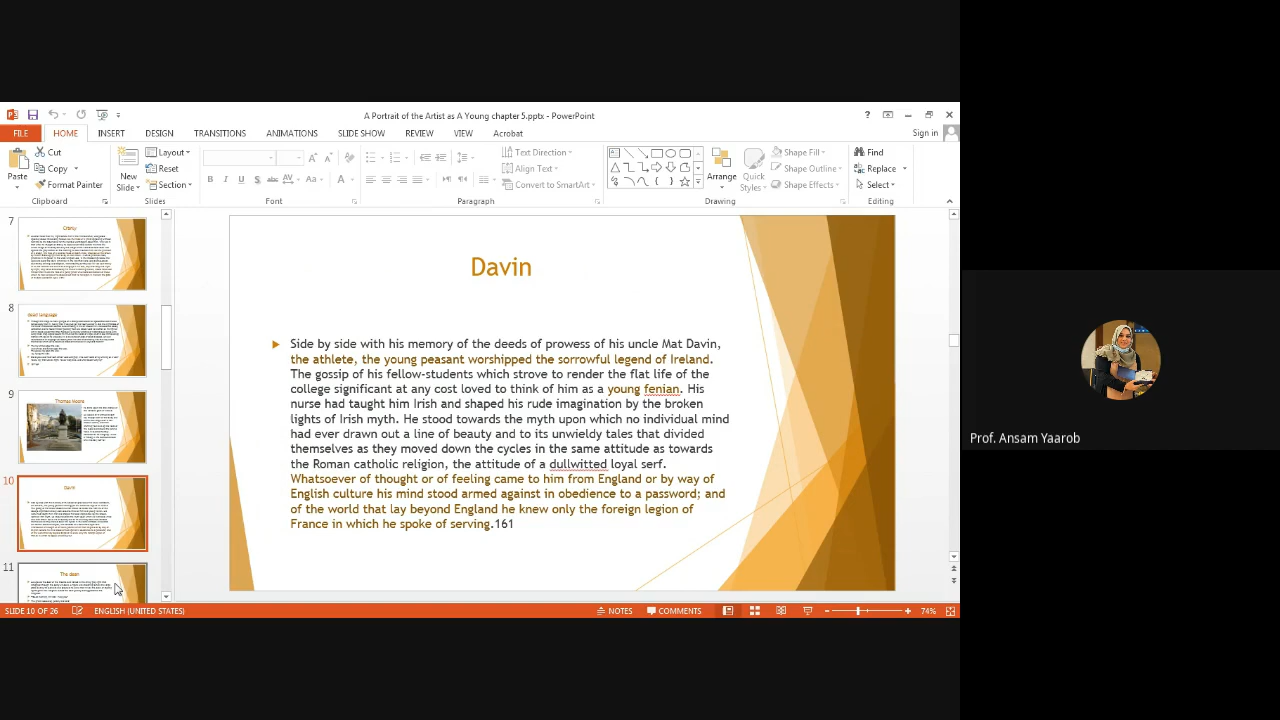 A Portrait of the Artist as A Young chapter 5.pptx - PowerPoint
FILE
HOME
INSERT
DESIGN
TRANSITIONS
ANIMATIONS
SLIDE SHOW
REVIEW
VIEW
Acrobat
Sign in
Paste
Cut
Copy
Format Painter
Clipboard
New
Slide
Layout
Reset
Section
Slides
Font
Text Direction
Align Text
Convert to SmartArt
Paragraph
Arrange
Quick
Styles
Shape Fill
Shape Outline
Shape Effects
Drawing
Find
Replace
Select
Editing
7
8
9
Thomas Moore
10
Davin
11
The dean
Davin
Side by side with his memory of the deeds of prowess of his uncle Mat Davin,
the athlete, the young peasant worshipped the sorrowful legend of Ireland.
The gossip of his fellow-students which strove to render the flat life of the
college significant at any cost loved to think of him as a young fenian. His
nurse had taught him Irish and shaped his rude imagination by the broken
lights of Irish myth. He stood towards the myth upon which no individual mind
had ever drawn out a line of beauty and to its unwieldy tales that divided
themselves as they moved down the cycles in the same attitude as towards
the Roman catholic religion, the attitude of a dullwitted loyal serf.
Whatsoever of thought or of feeling came to him from England or by way of
English culture his mind stood armed against in obedience to a password; and
of the world that lay beyond England he knew only the foreign legion of
France in which he spoke of serving.191
SLIDE 10 OF 26
ENGLISH (UNITED STATES)
NOTES
COMMENTS
74%
Prof. Ansam Yaarob